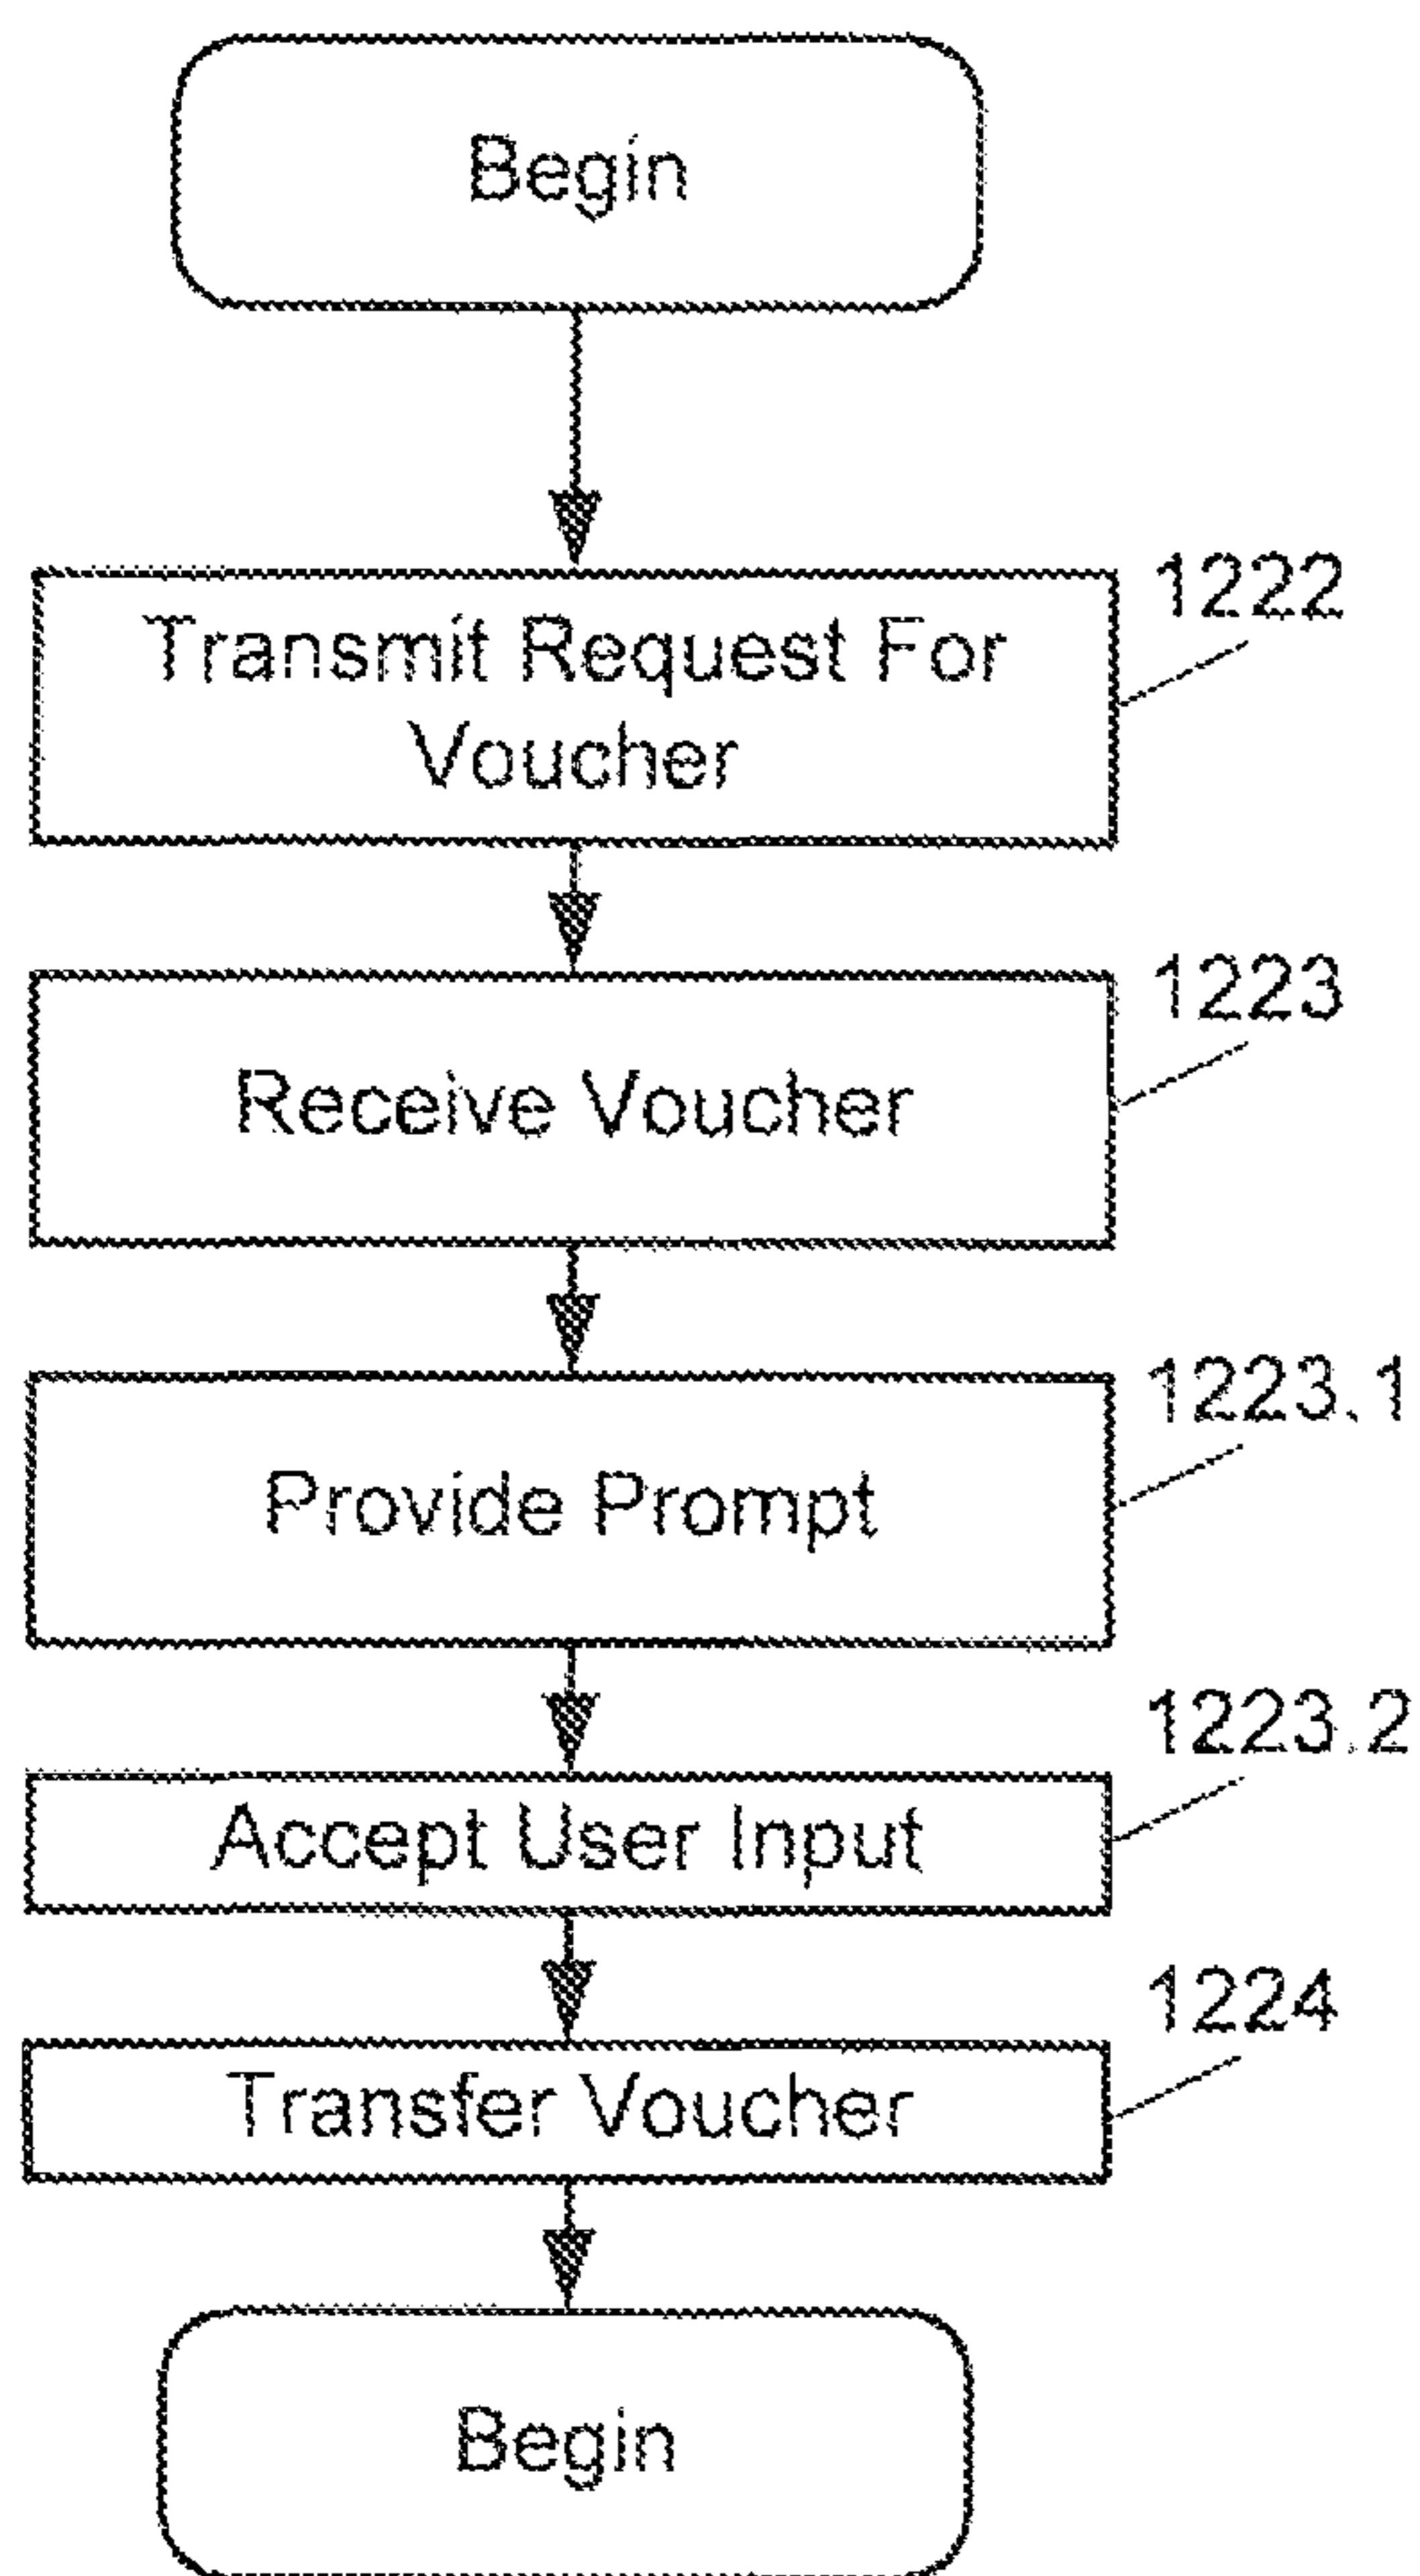 Begin
1222
Transmit Request For
Voucher
1223
Receive Voucher
1223.1
Provide Prompt
1223.2
Accept User Input
1224
Transfer Voucher
Begin